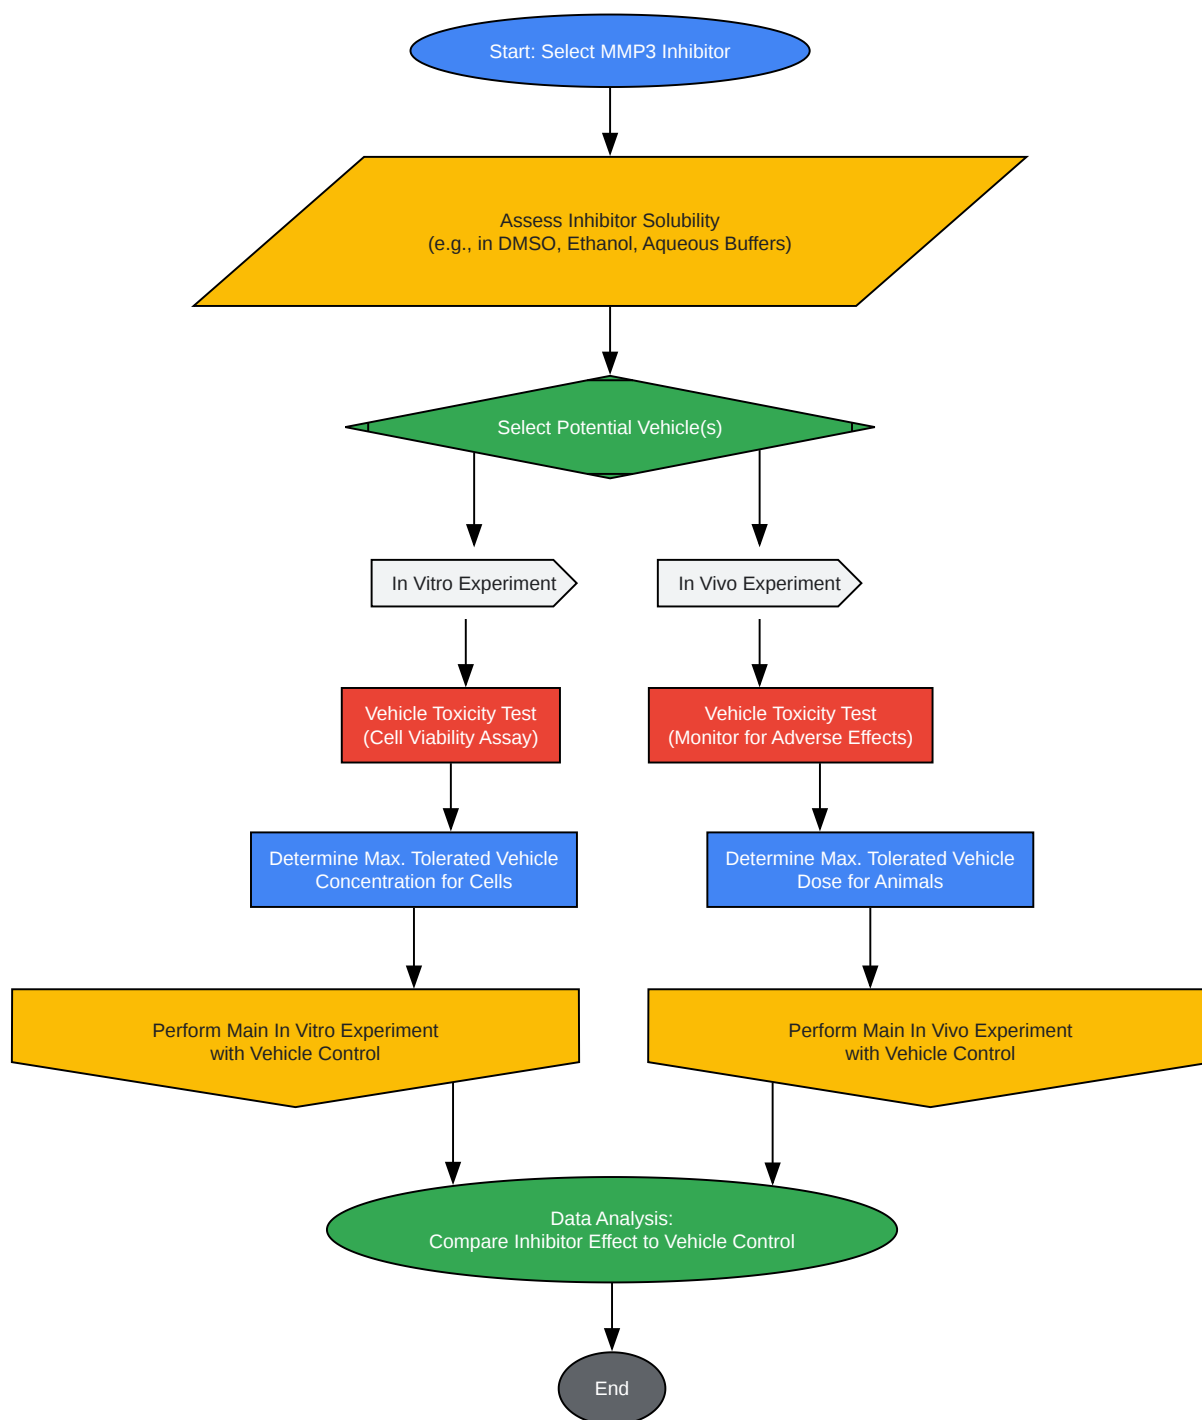 Start: Select MMP3 Inhibitor
Assess Inhibitor Solubility
(e.g., in DMSO, Ethanol, Aqueous Buffers)
Select Potential Vehicle(s)
In Vitro Experiment
In Vivo Experiment
Vehicle Toxicity Test
(Cell Viability Assay)
Vehicle Toxicity Test
(Monitor for Adverse Effects)
Determine Max. Tolerated Vehicle
Concentration for Cells
Determine Max. Tolerated Vehicle
Dose for Animals
Perform Main In Vitro Experiment
with Vehicle Control
Perform Main In Vivo Experiment
with Vehicle Control
Data Analysis:
Compare Inhibitor Effect to Vehicle Control
End